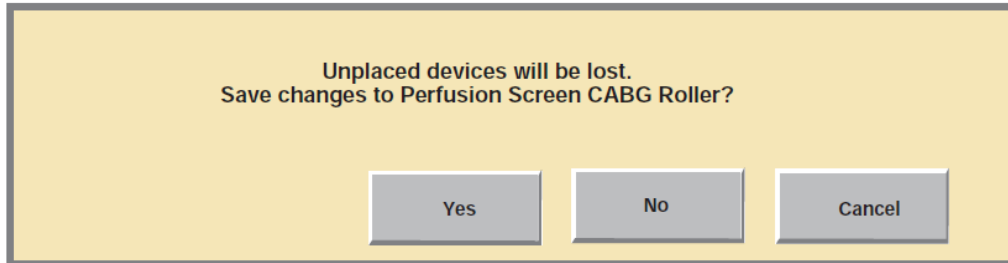 Unplaced devices will be lost.
Save changes to Perfusion Screen CABG Roller?
Yes
No
Cancel